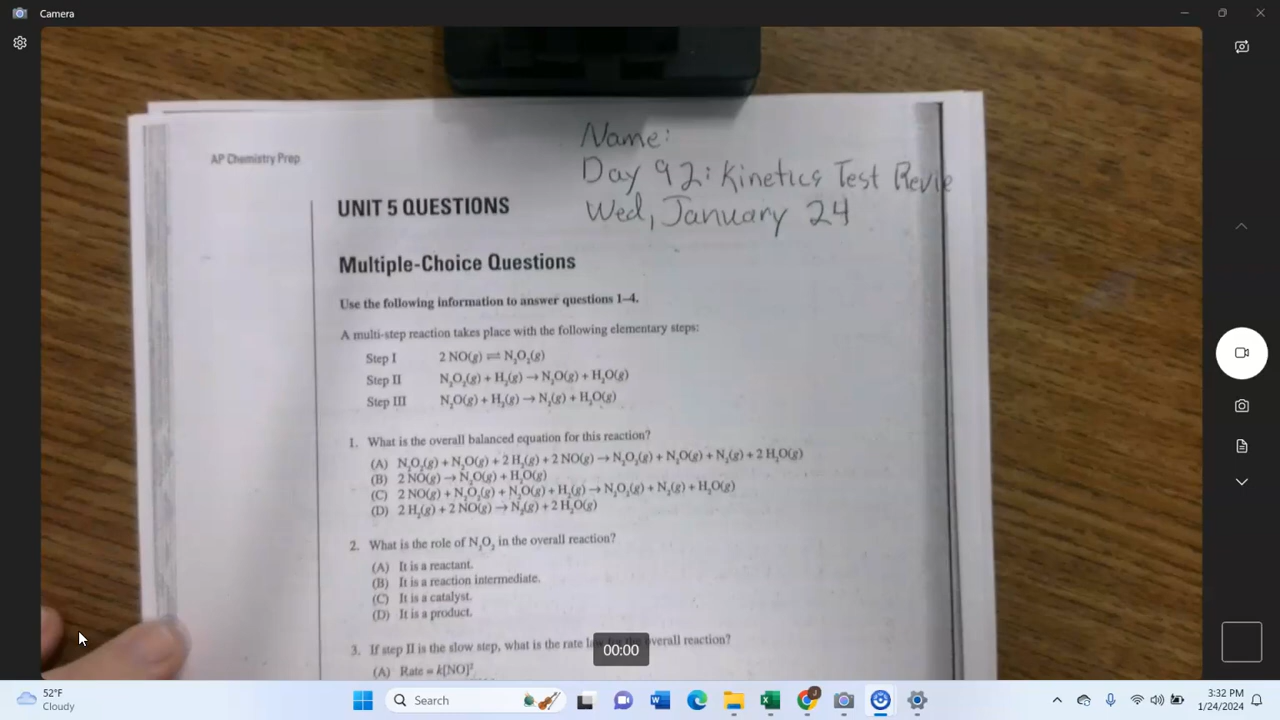 Camera
AP Chemistry Prep
Name:
Day 92: Kinetics Test Revie
Wed, January 24
UNIT 5 QUESTIONS
Multiple-Choice Questions
Use the following information to answer questions 1–4.
A multi-step reaction takes place with the following elementary steps:
Step I 2 NO(g) ⇌ N₂O₂(g)
Step II N₂O₂(g) + H₂(g) → N₂O(g) + H₂O(g)
Step III N₂O(g) + H₂(g) → N₂(g) + H₂O(g)
1. What is the overall balanced equation for this reaction?
(A) N₂O₂(g) + N₂O(g) + 2 H₂(g) + 2 NO(g) → N₂O₂(g) + N₂O(g) + N₂(g) + 2 H₂O(g)
(B) 2 NO(g) → N₂O(g) + H₂O(g)
(C) 2 NO(g) + N₂O₂(g) + N₂O(g) + H₂(g) → N₂O₂(g) + N₂(g) + H₂O(g)
(D) 2 H₂(g) + 2 NO(g) → N₂(g) + 2 H₂O(g)
2. What is the role of N₂O₂ in the overall reaction?
(A) It is a reactant.
(B) It is a reaction intermediate.
(C) It is a catalyst.
(D) It is a product.
3. If step II is the slow step, what is the rate overall reaction?
(A) Rate = k[NO]²
00:00
52°F
Cloudy
Search
3:32 PM
1/24/2024